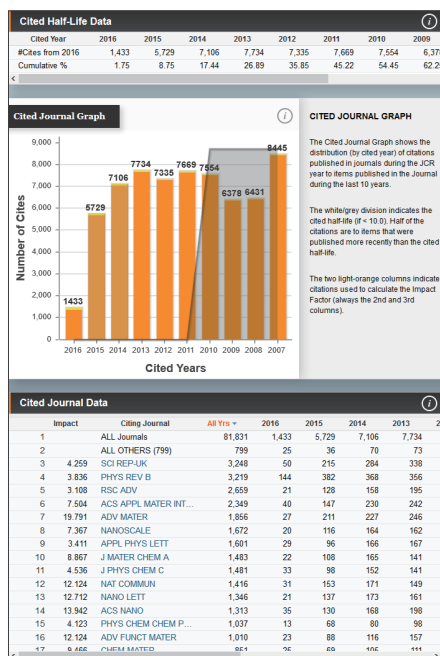 Cited Half-Life Data
Cited Year 2016 2015 2014 2013 2012 2011 2010 2009
#Cites from 2016 1,433 5,729 7,106 7,734 7,335 7,669 7,554 6,378
Cumulative % 1.75 8.75 17.44 26.89 35.85 45.22 54.45 62.25
Cited Journal Graph
CITED JOURNAL GRAPH
The Cited Journal Graph shows the
distribution (by cited year) of citations
published in journals during the JCR
year to items published in the Journal
during the last 10 years.
The white/grey division indicates the
cited half-life (if < 10.0). Half of the
citations are to items that were
published more recently than the cited
half-life.
The two light-orange columns indicate
citations used to calculate the Impact
Factor (always the 2nd and 3rd
columns).
Number of Cites
9,000
8,000
7,000
6,000
5,000
4,000
3,000
2,000
1,000
0
1433 5729 7106 7734 7335 7669 7554 6378 6431 8445
2016 2015 2014 2013 2012 2011 2010 2009 2008 2007
Cited Years
Cited Journal Data
Impact Citing Journal All Yrs 2016 2015 2014 2013 2
1 ALL Journals 81,831 1,433 5,729 7,106 7,734
2 ALL OTHERS (799) 799 25 36 70 73
3 4.259 SCI REP-UK 3,248 50 215 284 338
4 3.836 PHYS REV B 3,219 144 382 368 356
5 3.108 RSC ADV 2,659 21 128 158 195
6 7.504 ACS APPL MATER INT... 2,349 40 147 230 242
7 19.791 ADV MATER 1,856 27 211 227 246
8 7.367 NANOSCALE 1,672 20 116 164 162
9 3.411 APPL PHYS LETT 1,601 29 96 166 167
10 8.867 J MATER CHEM A 1,483 22 108 165 141
11 4.536 J PHYS CHEM C 1,481 33 98 152 141
12 12.124 NAT COMMUN 1,416 31 153 171 149
13 12.712 NANO LETT 1,346 21 137 173 161
14 13.942 ACS NANO 1,313 35 130 168 198
15 4.123 PHYS CHEM CHEM P... 1,037 13 68 80 98
16 12.124 ADV FUNCT MATER 1,010 23 88 116 157
17 9.466 CHEM MATER 851 25 69 105 111